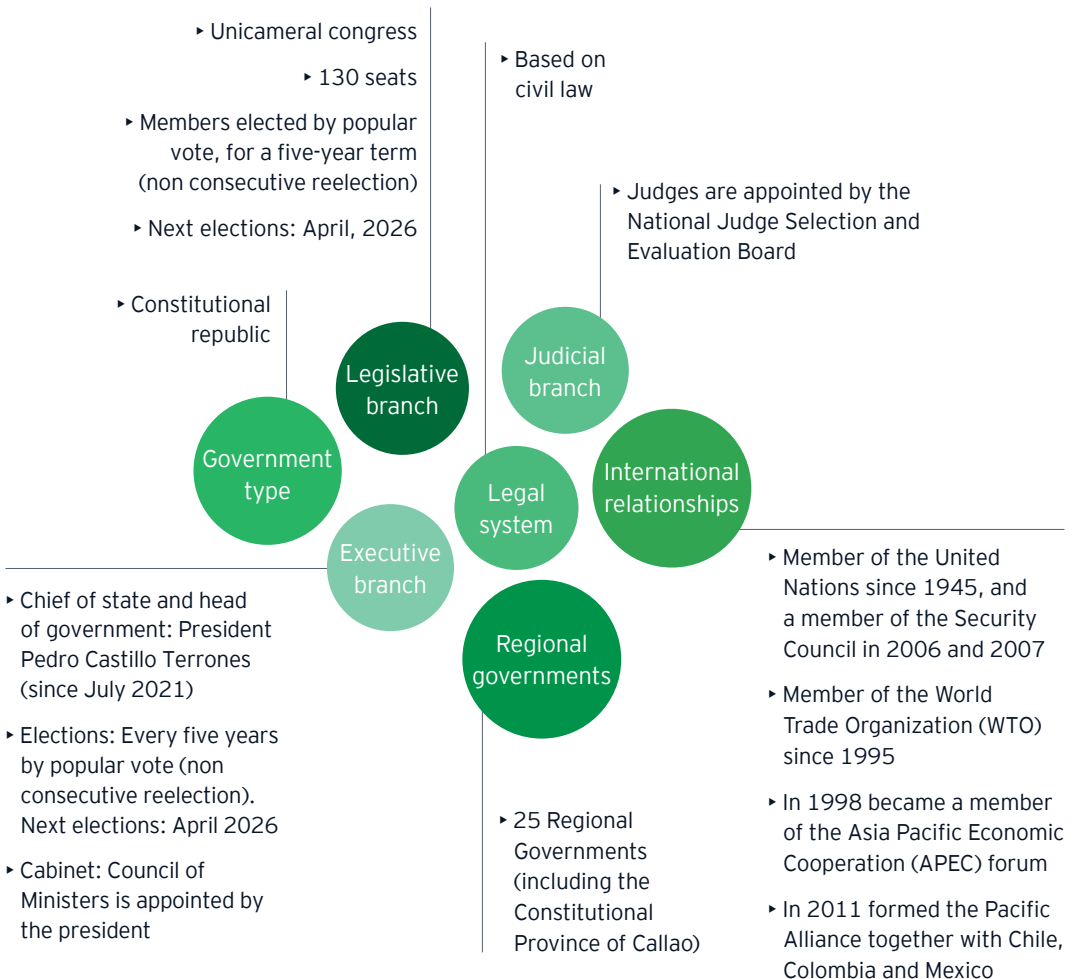 ▸ Unicameral congress
▸ 130 seats
▸ Members elected by popular
vote, for a five-year term
(non consecutive reelection)
▸ Next elections: April, 2026
▸ Based on
civil law
▸ Judges are appointed by the
National Judge Selection and
Evaluation Board
▸ Constitutional
republic
Legislative
branch
Judicial
branch
Government
type
Legal
system
International
relationships
Executive
branch
Regional
governments
▸ Chief of state and head
of government: President
Pedro Castillo Terrones
(since July 2021)
▸ Elections: Every five years
by popular vote (non
consecutive reelection).
Next elections: April 2026
▸ Cabinet: Council of
Ministers is appointed by
the president
▸ 25 Regional
Governments
(including the
Constitutional
Province of Callao)
▸ Member of the United
Nations since 1945, and
a member of the Security
Council in 2006 and 2007
▸ Member of the World
Trade Organization (WTO)
since 1995
▸ In 1998 became a member
of the Asia Pacific Economic
Cooperation (APEC) forum
▸ In 2011 formed the Pacific
Alliance together with Chile,
Colombia and Mexico